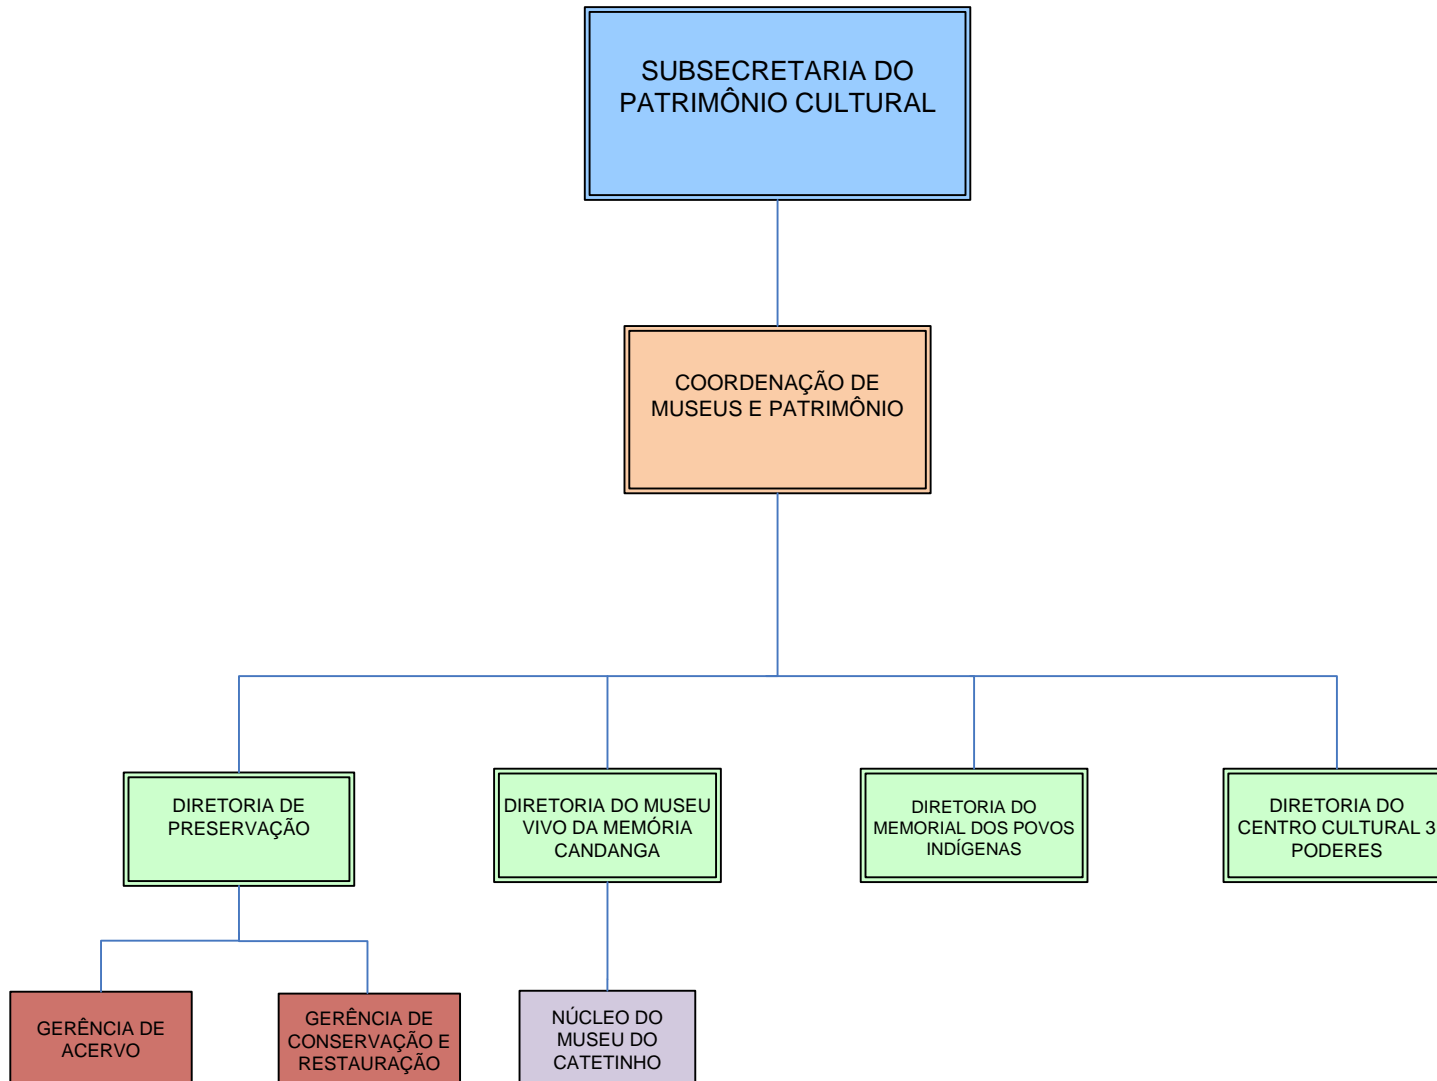 SUBSECRETARIA DO
PATRIMÔNIO CULTURAL
COORDENAÇÃO DE
MUSEUS E PATRIMÔNIO
DIRETORIA DE
PRESERVAÇÃO
DIRETORIA DO MUSEU
VIVO DA MEMÓRIA
CANDANGA
DIRETORIA DO
MEMORIAL DOS POVOS
INDÍGENAS
DIRETORIA DO
CENTRO CULTURAL 3
PODERES
GERÊNCIA DE
ACERVO
GERÊNCIA DE
CONSERVAÇÃO E
RESTAURAÇÃO
NÚCLEO DO
MUSEU DO
CATETINHO